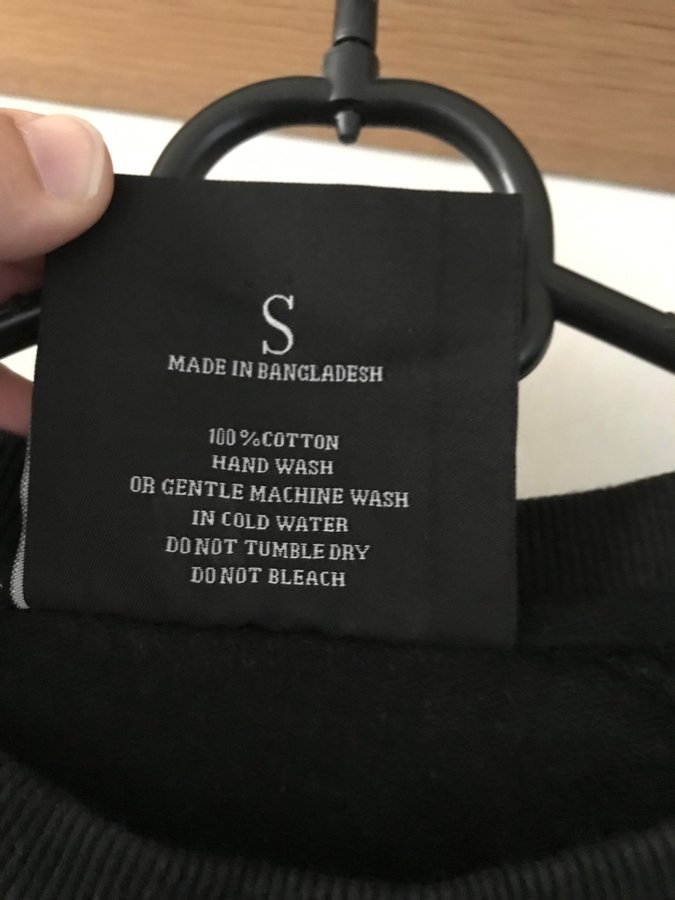 S
MADE IN BANGLADESH
100% COTTON
HAND WASH
OR GENTLE MACHINE WASH
IN COLD WATER
DO NOT TUMBLE DRY
DO NOT BLEACH